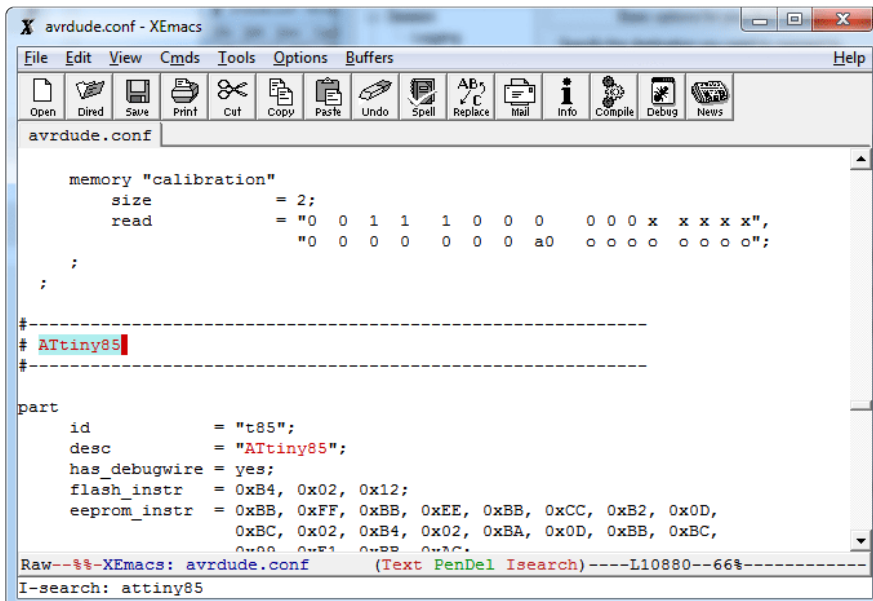 avrdude.conf - XEmacs
File Edit View Cmds Tools Options Buffers Help
Open Dired Save Print Cut Copy Paste Undo Spell Replace Mail Info Compile Debug News
avrdude.conf
memory "calibration"
size = 2;
read = "0 0 1 1 1 0 0 0 0 0 0 x x x x x",
"0 0 0 0 0 0 0 a0 o o o o o o o o";
;
;
#------------------------------------------------------------
# ATtiny85
#------------------------------------------------------------
part
id = "t85";
desc = "ATtiny85";
has_debugwire = yes;
flash_instr = 0xB4, 0x02, 0x12;
eeprom_instr = 0xBB, 0xFF, 0xBB, 0xEE, 0xBB, 0xCC, 0xB2, 0x0D,
0xBC, 0x02, 0xB4, 0x02, 0xBA, 0x0D, 0xBB, 0xBC,
0x99, 0xE1, 0xBB, 0xAC;
Raw--%%-XEmacs: avrdude.conf (Text PenDel Isearch)----L10880--66%------------
I-search: attiny85